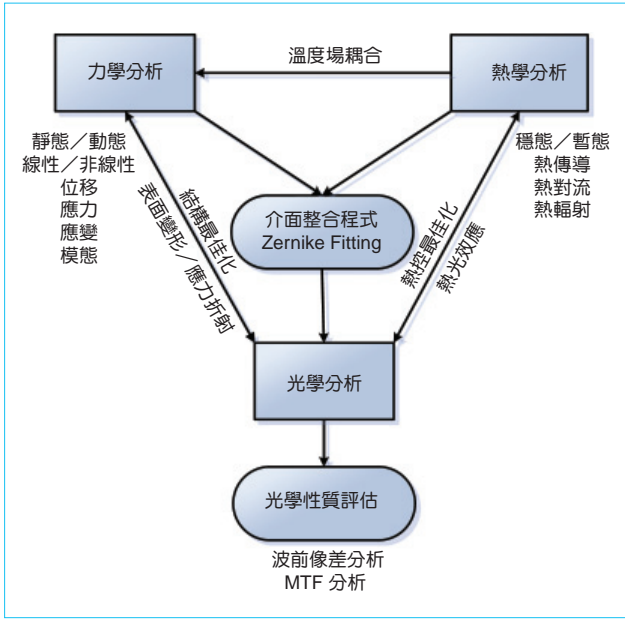 力學分析
溫度場耦合
熱學分析
靜態／動態
線性／非線性
位移
應力
應變
模態
穩態／暫態
熱傳導
熱對流
熱輻射
結構最佳化
表面變形／應力折射
介面整合程式
Zernike Fitting
熱控最佳化
熱光效應
光學分析
光學性質評估
波前像差分析
MTF 分析